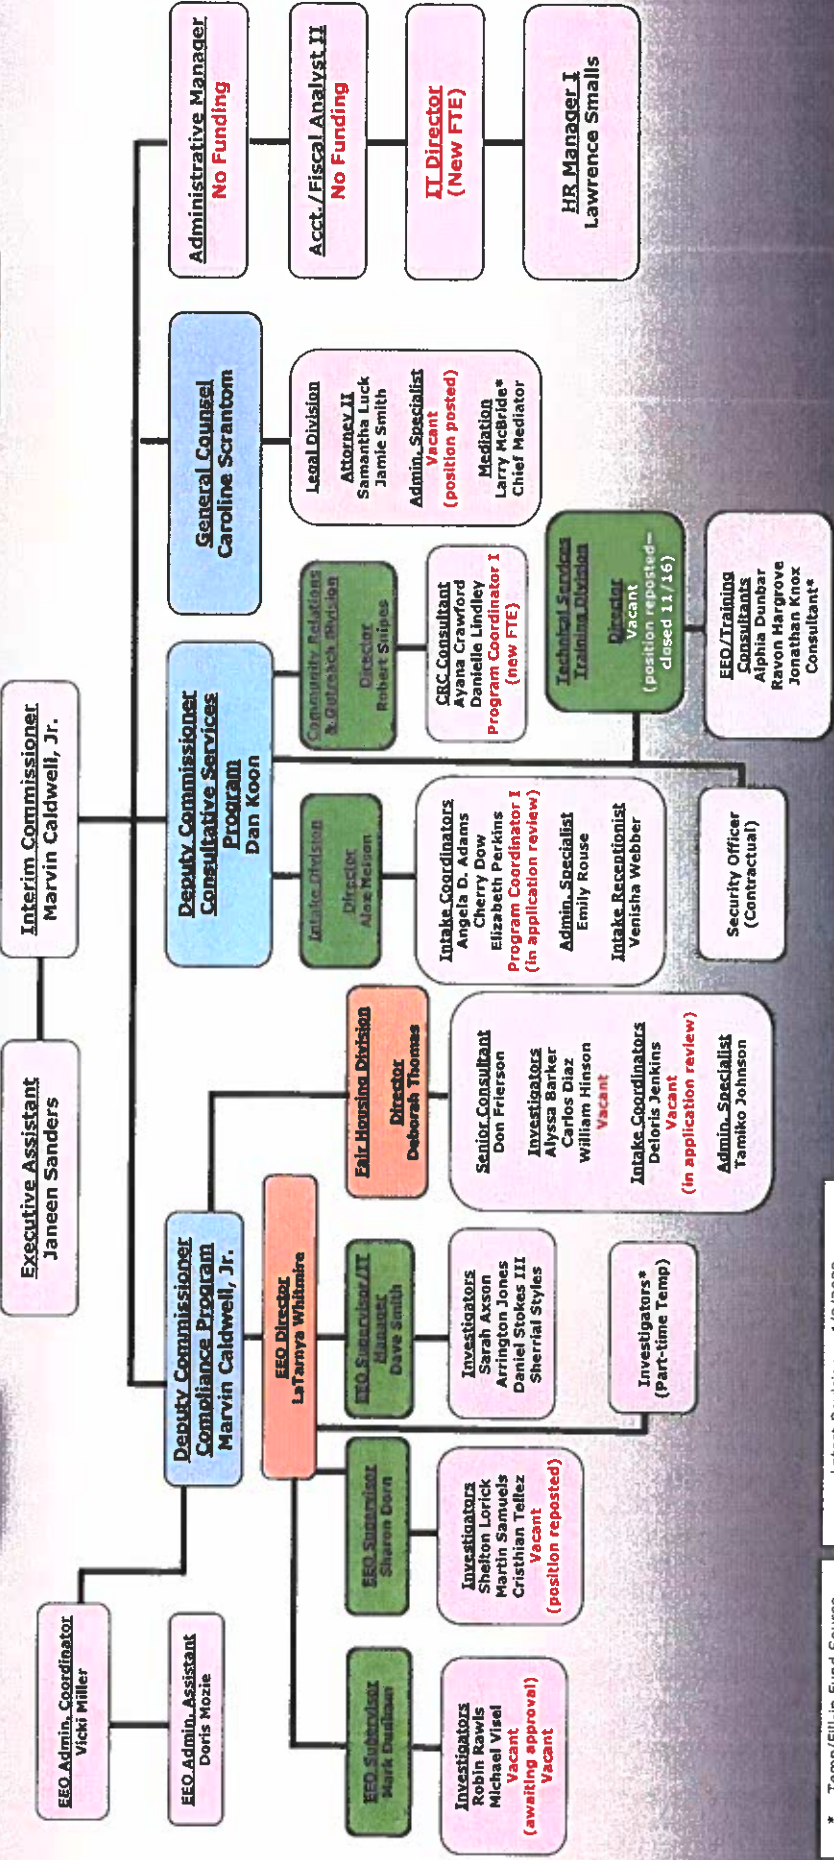 Interim Commissioner
Marvin Caldwell, Jr.
Executive Assistant
Janeen Sanders
Deputy Commissioner
Compliance Program
Marvin Caldwell, Jr.
EEO Admin. Coordinator
Vicki Miller
EEO Admin. Assistant
Doris Mozie
EEO Director
LaTarnya Whitmire
EEO Supervisor
Mark
Investigators
Robin Rawls
Michael Visel
Vacant
(awaiting approval)
Vacant
EEO Supervisor
Sharon Dorn
Investigators
Shelton Lorick
Martin Samuels
Cristhian Tellez
Vacant
(position reposted)
EEO Supervisor/IT
Manager
Dave Smith
Investigators
Sarah Axson
Arrington Jones
Daniel Stokes III
Sherrial Styles
Investigators*
(Part-time Temp)
Fair Housing Division
Director
Deborah Thomas
Senior Consultant
Don Frierson
Investigators
Alyssa Barker
Carlos Diaz
William Hinson
Vacant
Intake Coordinators
Deloris Jenkins
Vacant
(in application review)
Admin. Specialist
Tamiko Johnson
Deputy Commissioner
Consultative Services
Program
Dan Koon
Intake Division
Director
Intake Coordinators
Angela D. Adams
Cherry Dow
Elizabeth Perkins
Program Coordinator I
(in application review)
Admin. Specialist
Emily Rouse
Intake Receptionist
Venisha Webber
Community Relations
& Outreach Division
Director
Robert Snipes
CRC Consultant
Ayana Crawford
Danielle Lindley
Program Coordinator I
(new FTE)
Technical Services
Training Division
Director
Vacant
(position reposted—
closed 11/16)
EEO/Training
Consultants
Alphia Dunbar
Ravon Hargrove
Jonathan Knox
Consultant*
Security Officer
(Contractual)
General Counsel
Caroline Scrantom
Legal Division
Attorney II
Samantha Luck
Jamie Smith
Admin. Specialist
Vacant
(position posted)
Mediation
Larry McBride*
Chief Mediator
Administrative Manager
No Funding
Acct./Fiscal Analyst II
No Funding
IT Director
(New FTE)
HR Manager I
Lawrence Smalls